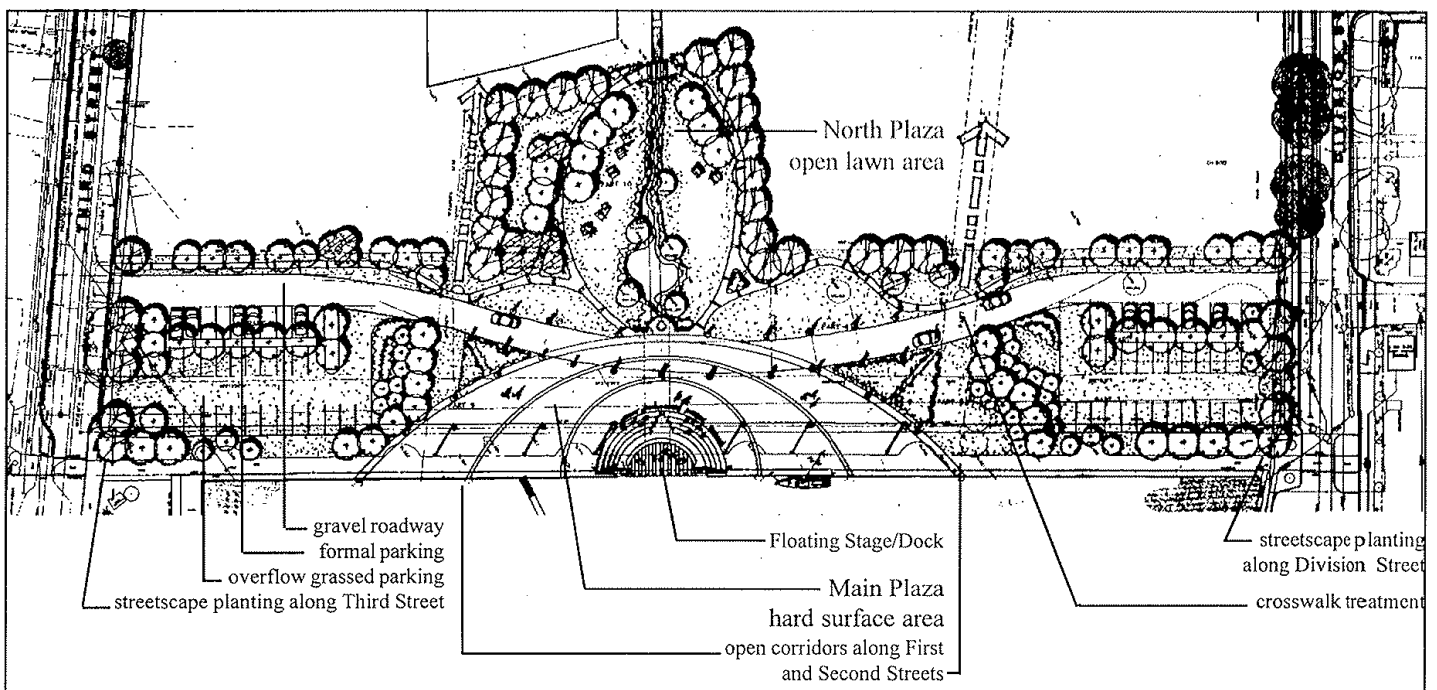 THIRD STREET
North Plaza
open lawn area
gravel roadway
formal parking
overflow grassed parking
streetscape planting along Third Street
Floating Stage/Dock
Main Plaza
hard surface area
open corridors along First
and Second Streets
streetscape planting
along Division Street
crosswalk treatment